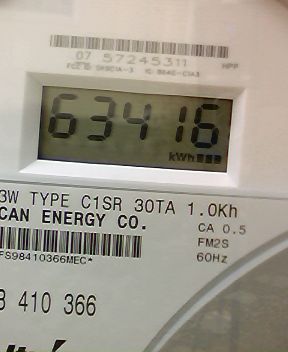 07 57245311
HPP
63416
kWh
3W TYPE C1SR 30TA 1.0Kh
CAN ENERGY CO.
CA 0.5
FM2S
60Hz
FS98410366MEC*
410 366